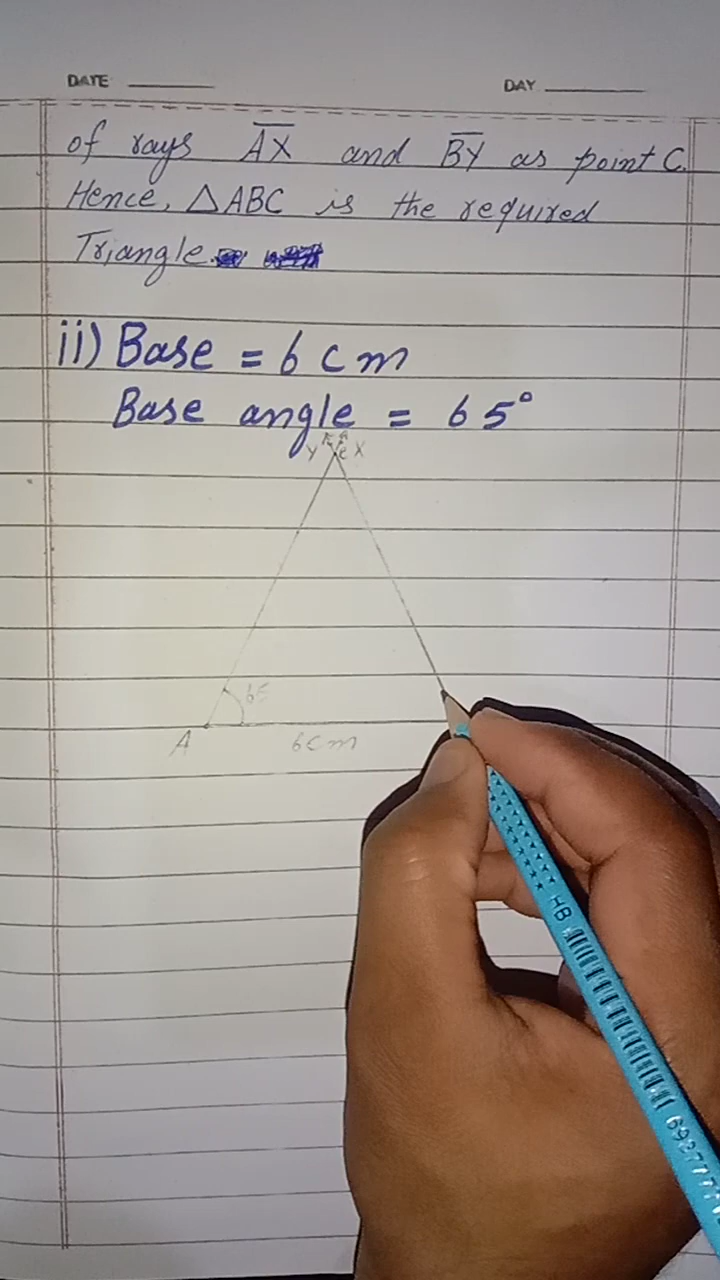 DATE DAY
of rays AX and BY as point C.
Hence, △ABC is the required
Triangle.
ii) Base = 6 cm
Base angle = 65°
Y C X
65
A 6cm
HB
6927777